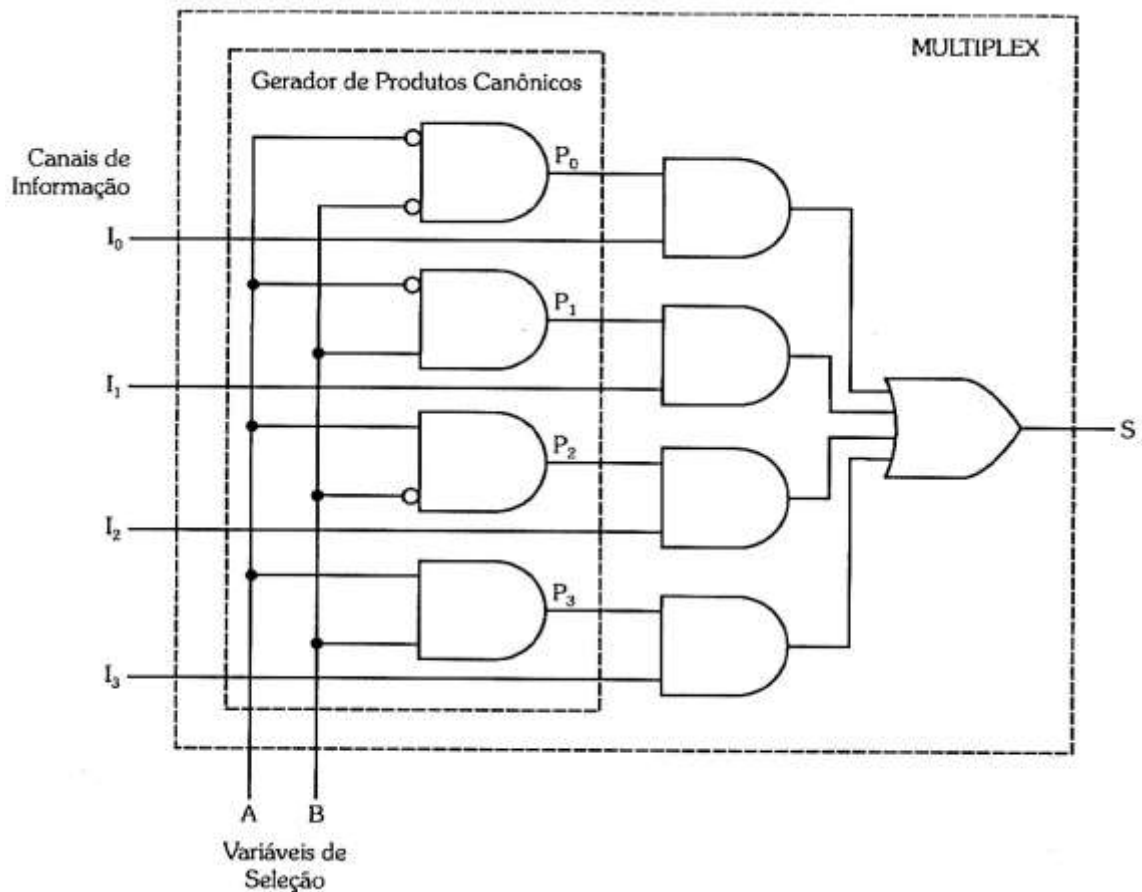 MULTIPLEX
Gerador de Produtos Canônicos
Canais de
Informação
P₀
I₀
P₁
I₁
P₂
S
I₂
P₃
I₃
A B
Variáveis de
Seleção